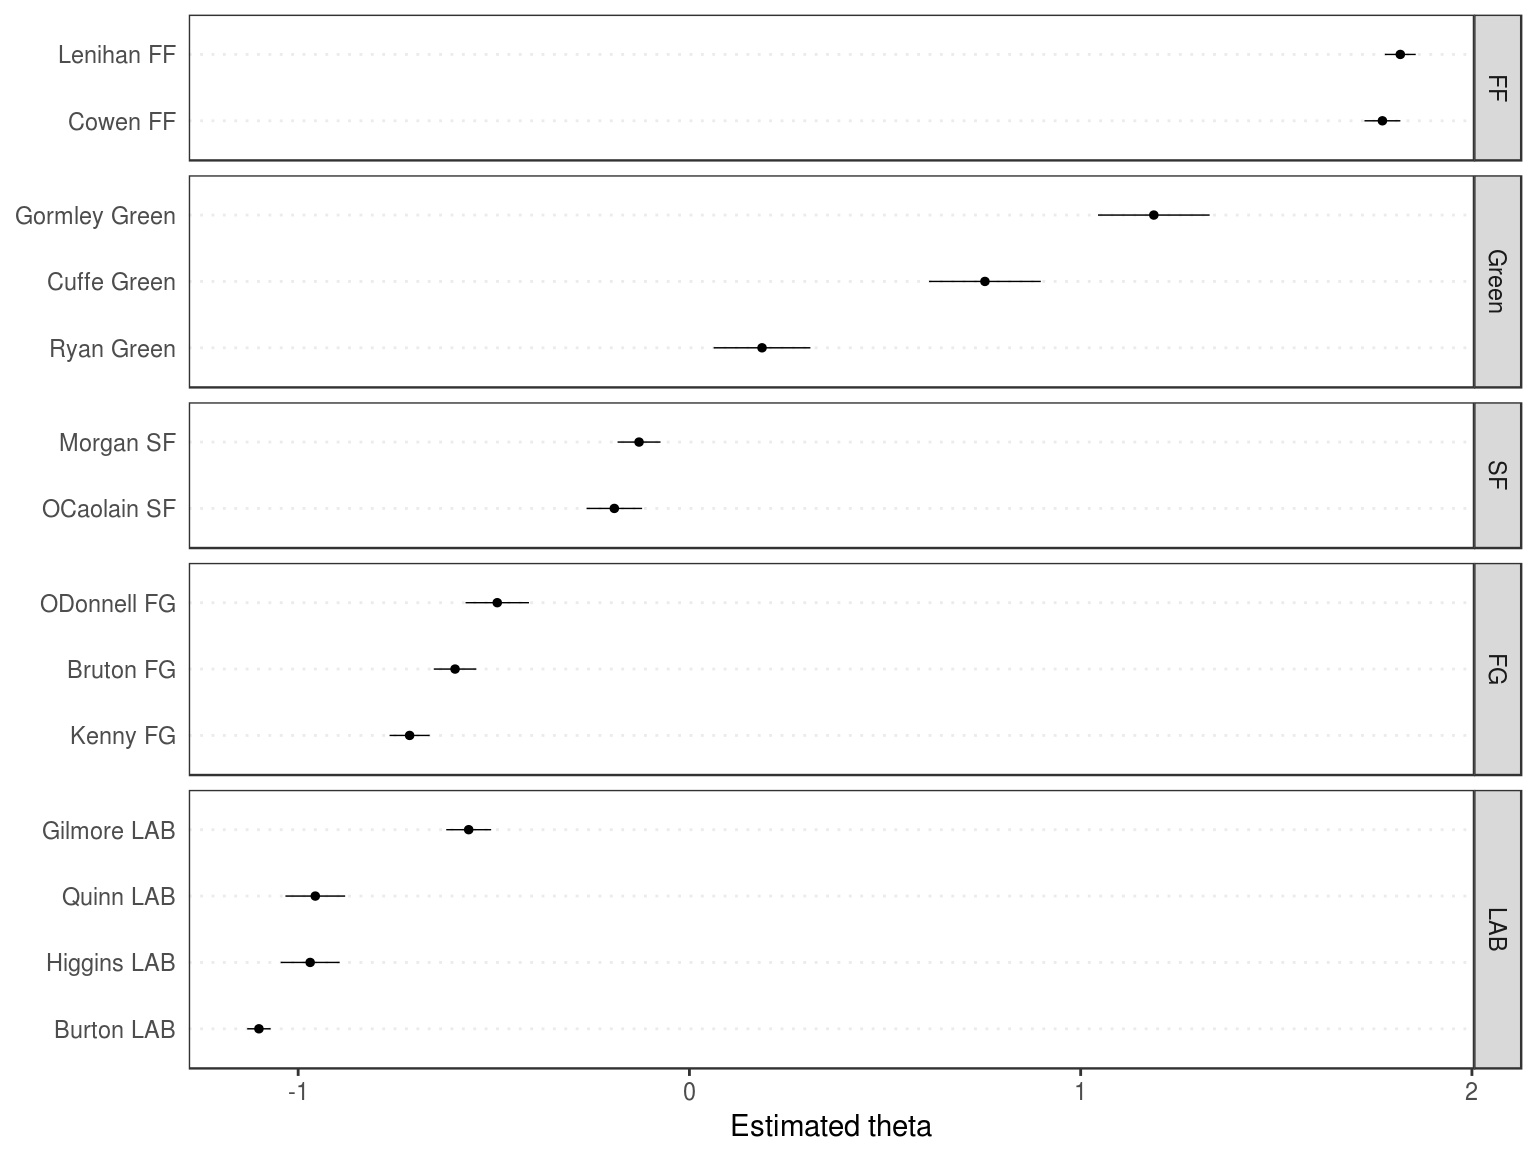 Lenihan FF
Cowen FF
FF
Gormley Green
Cuffe Green
Ryan Green
Green
Morgan SF
OCaolain SF
SF
ODonnell FG
Bruton FG
Kenny FG
FG
Gilmore LAB
Quinn LAB
Higgins LAB
Burton LAB
LAB
-1 0 1 2
Estimated theta